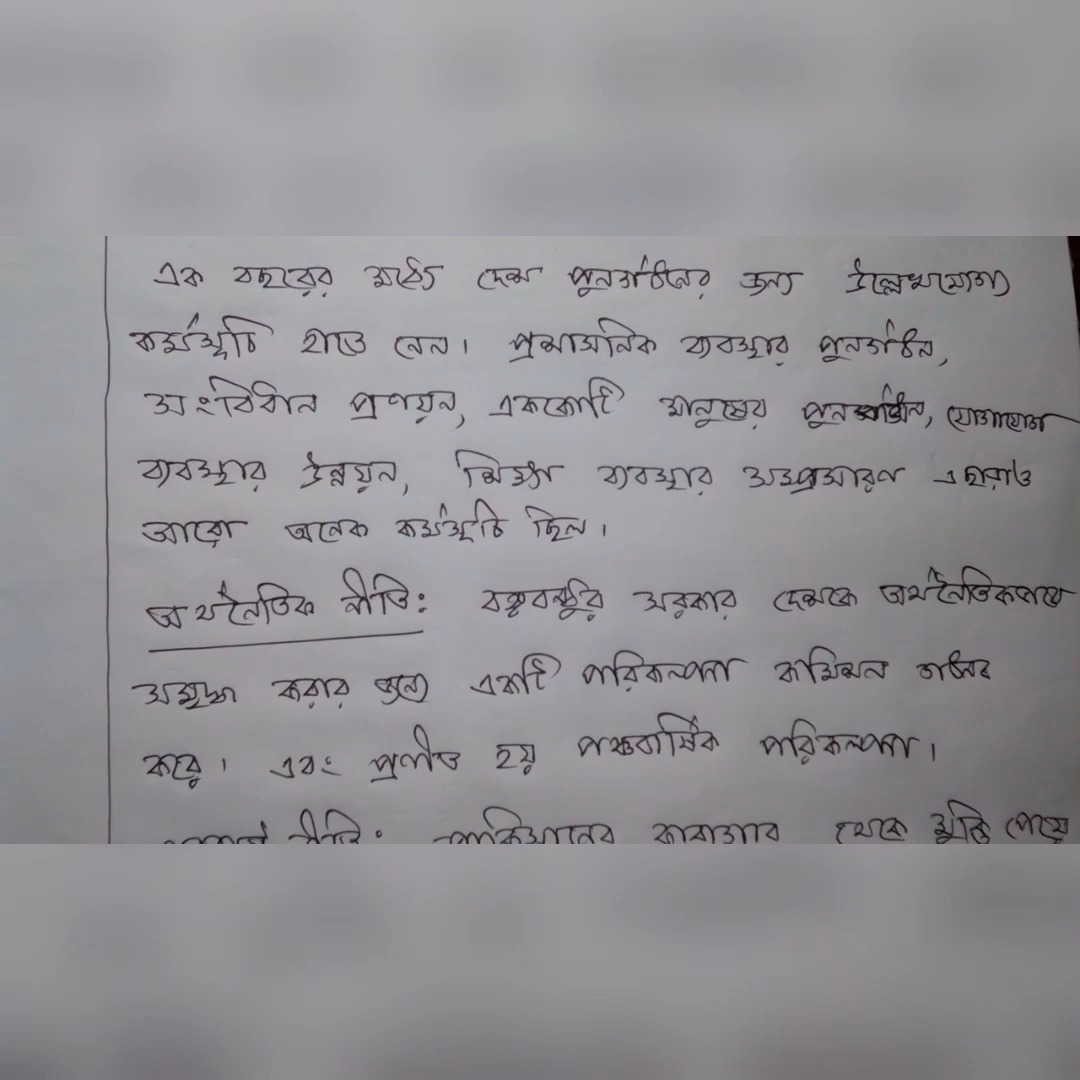 এক বছরের মধ্যে দেশ পুনর্গঠনের জন্য উল্লেখযোগ্য
কর্মসূচি হাতে নেন। প্রশাসনিক ব্যবস্থার পুনর্গঠন,
সংবিধান প্রণয়ন, এককোটি মানুষের পুনর্বাসন, যোগাযোগ
ব্যবস্থার উন্নয়ন, শিক্ষা ব্যবস্থার সম্প্রসারণ এছাড়াও
আরো অনেক কর্মসূচি ছিল।
অর্থনৈতিক নীতি: বঙ্গবন্ধুর সরকার দেশকে অর্থনৈতিকভাবে
সমৃদ্ধ করার জন্যে একটি পরিকল্পনা কমিশন গঠন
করে। এবং প্রণীত হয় পঞ্চবার্ষিক পরিকল্পনা।
নীতি: পাকিস্তানের কারাগার থেকে মুক্তি পেয়ে